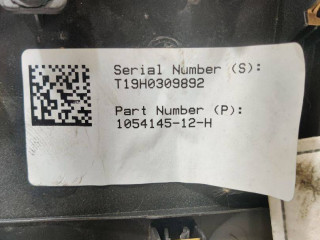 Serial Number (S):
T19H0309892
Part Number (P):
1054145-12-H